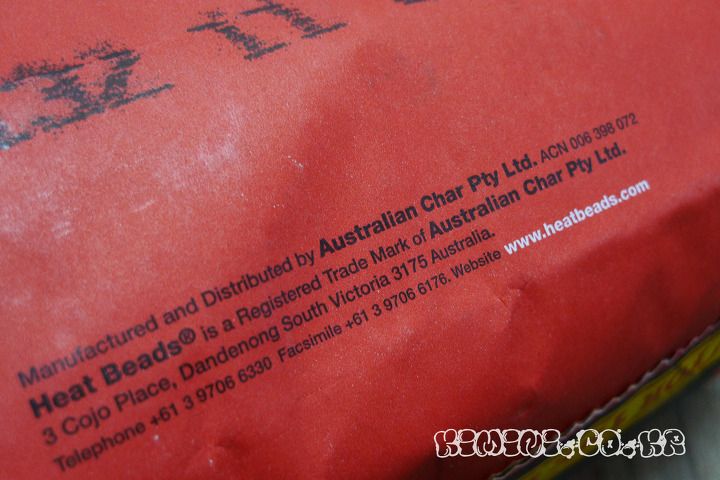 Manufactured and Distributed by Australian Char Pty Ltd. ACN 006 398 072
Heat Beads® is a Registered Trade Mark of Australian Char Pty Ltd.
3 Cojo Place, Dandenong South Victoria 3175 Australia.
Telephone +61 3 9706 6330 Facsimile +61 3 9706 6176. Website www.heatbeads.com
KIMINI.CO.KR